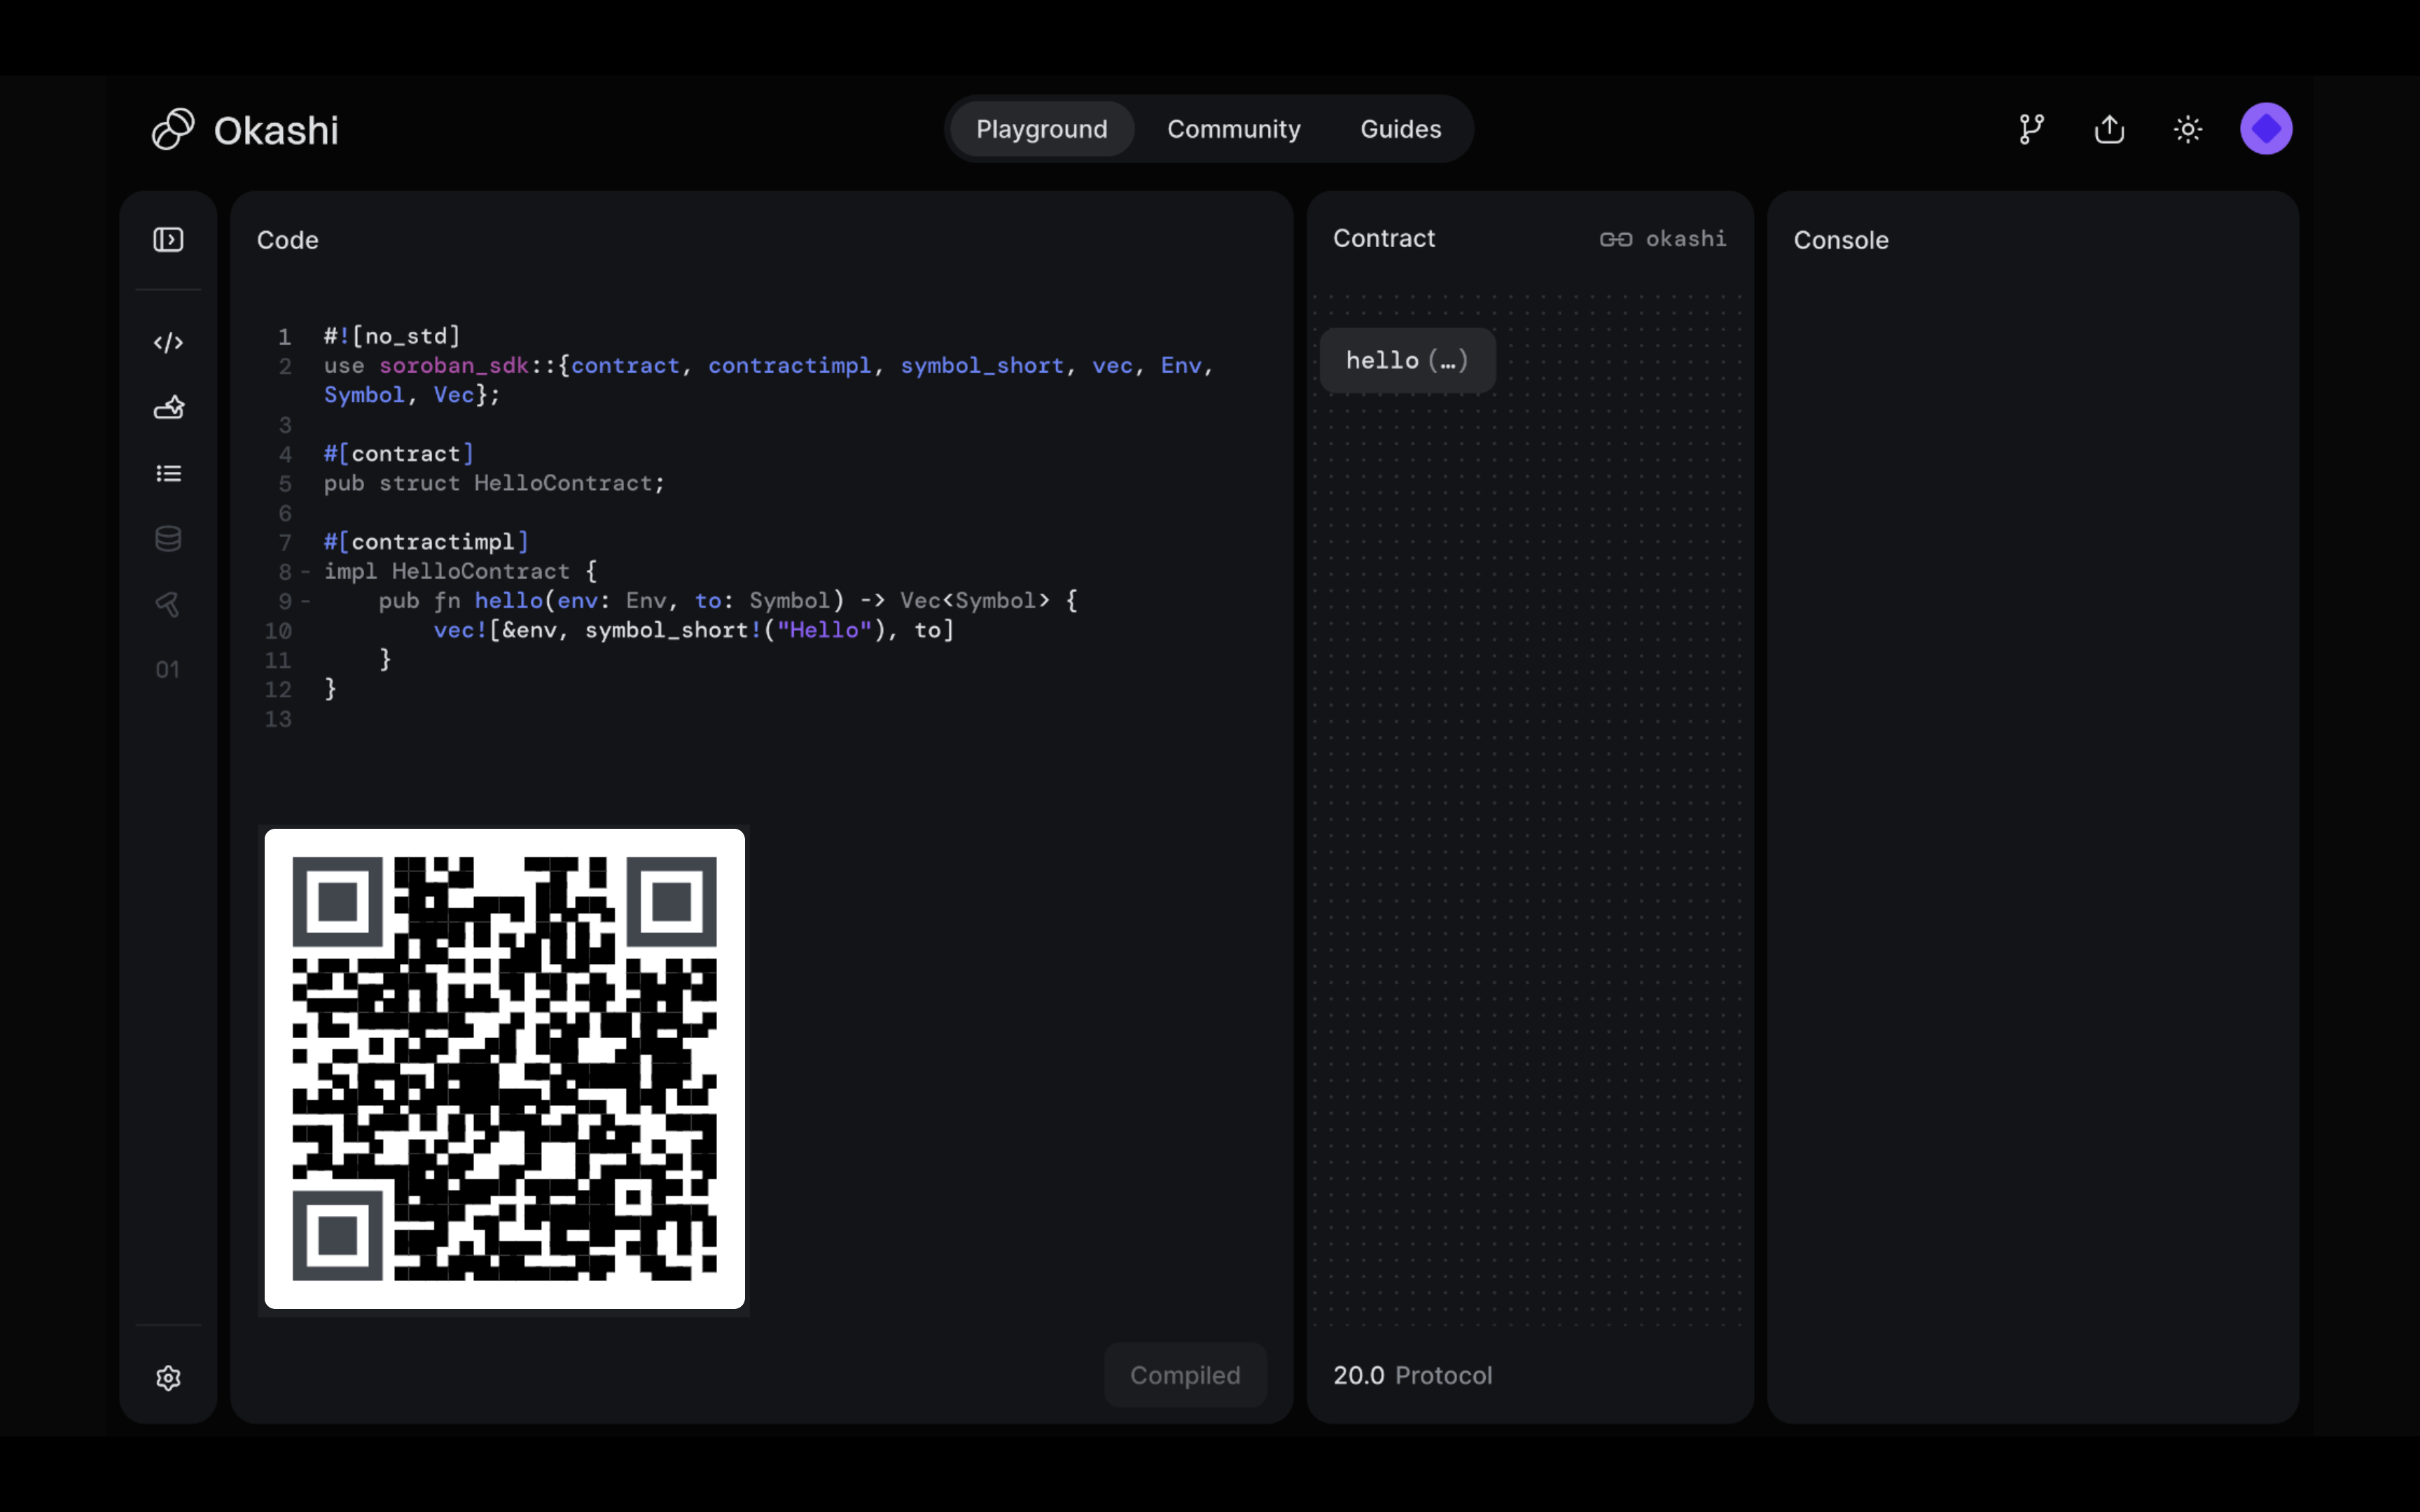 Okashi
Playground Community Guides
Code
1 #![no_std]
2 use soroban_sdk::{contract, contractimpl, symbol_short, vec, Env,
Symbol, Vec};
3
4 #[contract]
5 pub struct HelloContract;
6
7 #[contractimpl]
8 - impl HelloContract {
9 - pub fn hello(env: Env, to: Symbol) -> Vec<Symbol> {
10 vec![&env, symbol_short!("Hello"), to]
11 }
12 }
13
01
Compiled
Contract okashi
hello (…)
20.0 Protocol
Console